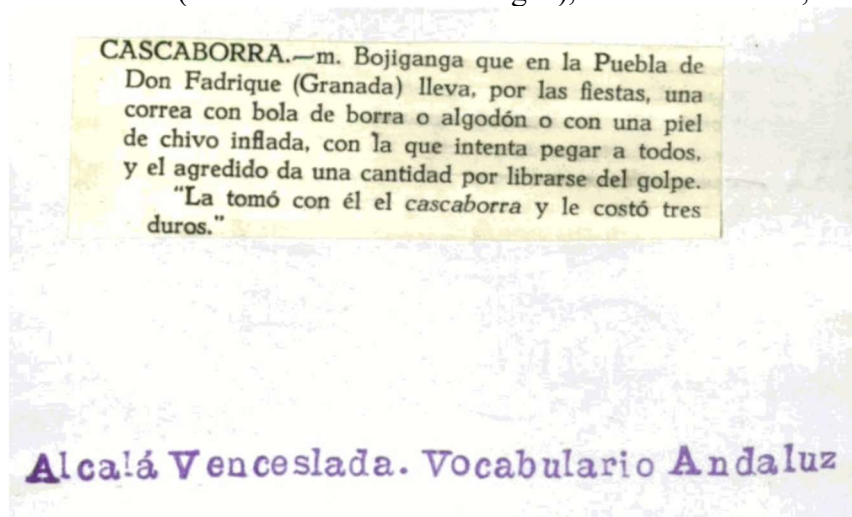 CASCABORRA.—m. Bojiganga que en la Puebla de
Don Fadrique (Granada) lleva, por las fiestas, una
correa con bola de borra o algodón o con una piel
de chivo inflada, con la que intenta pegar a todos,
y el agredido da una cantidad por librarse del golpe.
"La tomó con él el cascaborra y le costó tres
duros."
Alcalá Venceslada. Vocabulario Andaluz